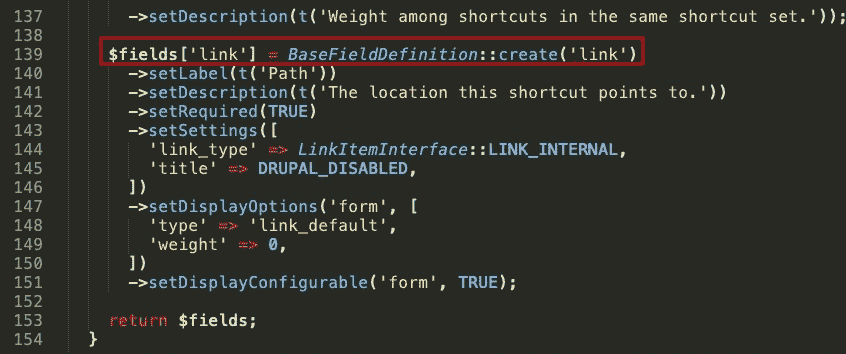 137 ->setDescription(t('Weight among shortcuts in the same shortcut set.'));
138
139 $fields['link'] = BaseFieldDefinition::create('link')
140 ->setLabel(t('Path'))
141 ->setDescription(t('The location this shortcut points to.'))
142 ->setRequired(TRUE)
143 ->setSettings([
144 'link_type' => LinkItemInterface::LINK_INTERNAL,
145 'title' => DRUPAL_DISABLED,
146 ])
147 ->setDisplayOptions('form', [
148 'type' => 'link_default',
149 'weight' => 0,
150 ])
151 ->setDisplayConfigurable('form', TRUE);
152
153 return $fields;
154 }